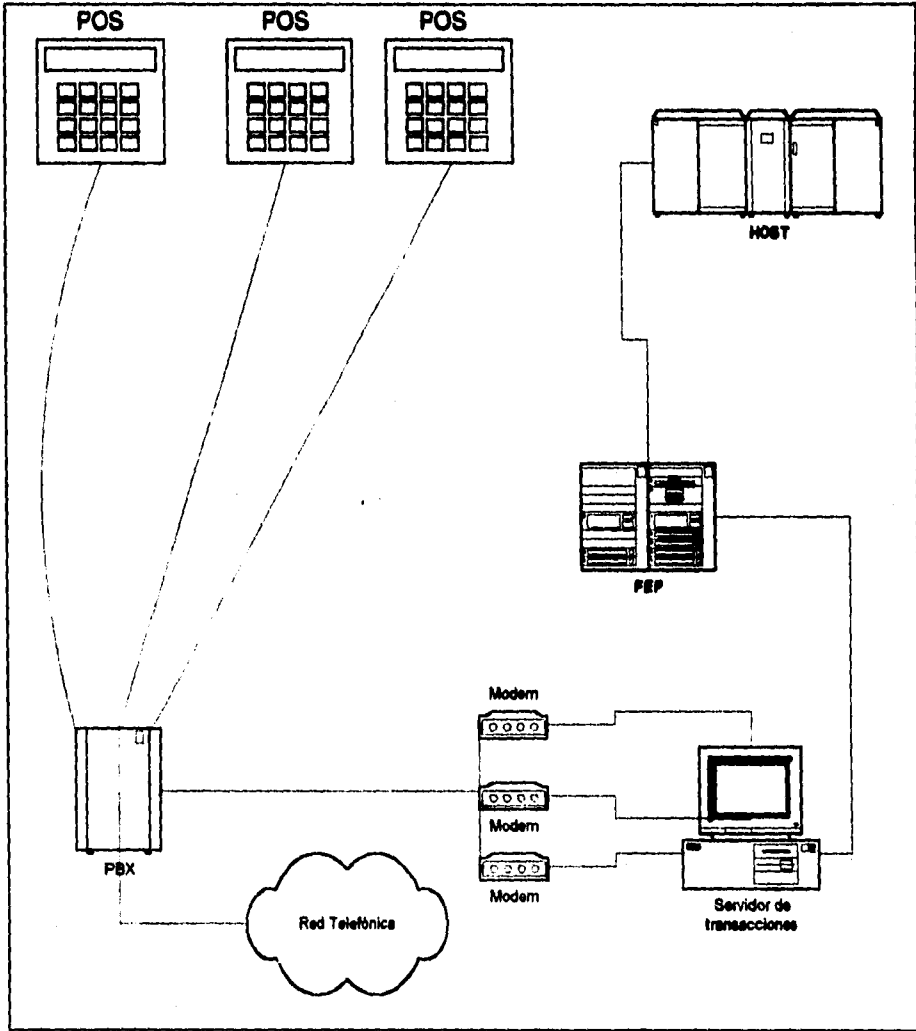 POS
POS
POS
HOST
FEP
Modem
Modem
Modem
PBX
Red Telefónica
Servidor de
transacciones